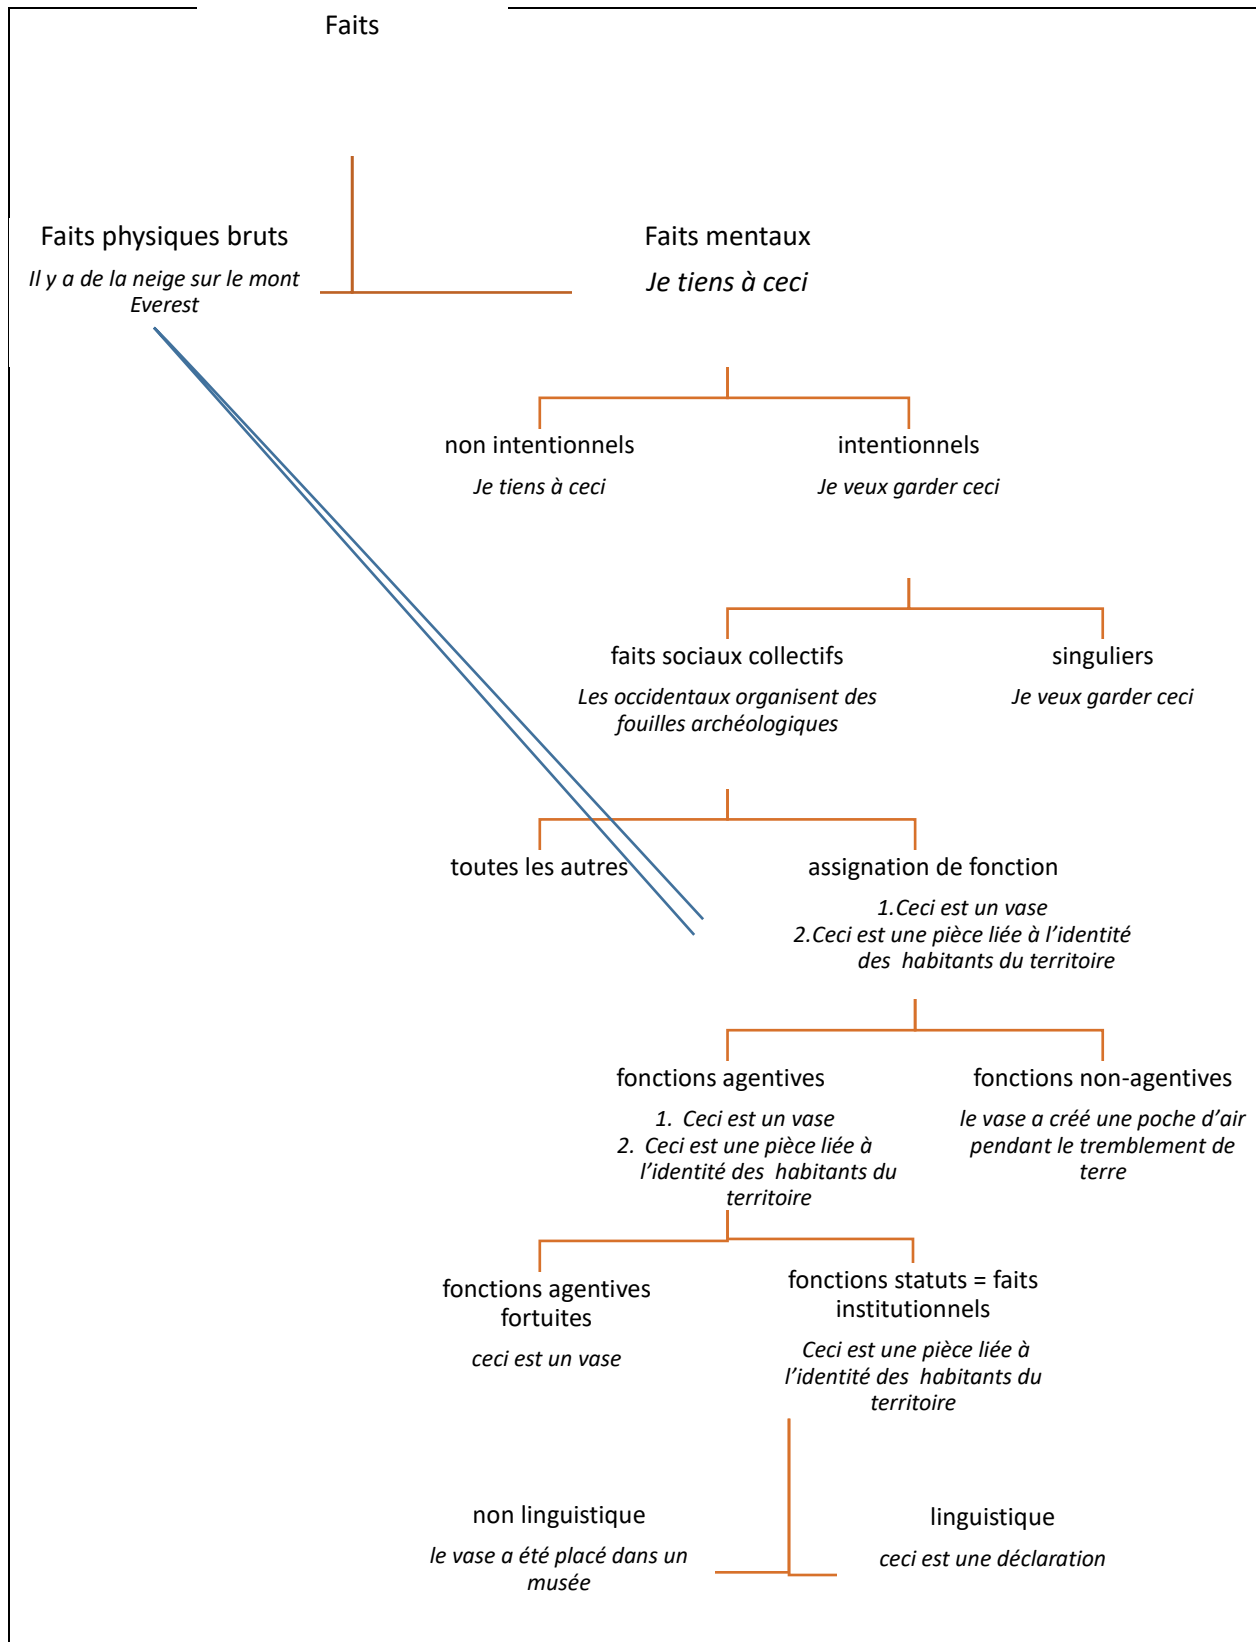 Faits
Faits physiques bruts
Il y a de la neige sur le mont
Everest
Faits mentaux
Je tiens à ceci
non intentionnels
Je tiens à ceci
intentionnels
Je veux garder ceci
faits sociaux collectifs
Les occidentaux organisent des
fouilles archéologiques
singuliers
Je veux garder ceci
toutes les autres
assignation de fonction
1.Ceci est un vase
2.Ceci est une pièce liée à l’identité
des habitants du territoire
fonctions agentives
1. Ceci est un vase
2. Ceci est une pièce liée à
l’identité des habitants du
territoire
fonctions non-agentives
le vase a créé une poche d’air
pendant le tremblement de
terre
fonctions agentives
fortuites
ceci est un vase
fonctions statuts = faits
institutionnels
Ceci est une pièce liée à
l’identité des habitants du
territoire
non linguistique
le vase a été placé dans un
musée
linguistique
ceci est une déclaration